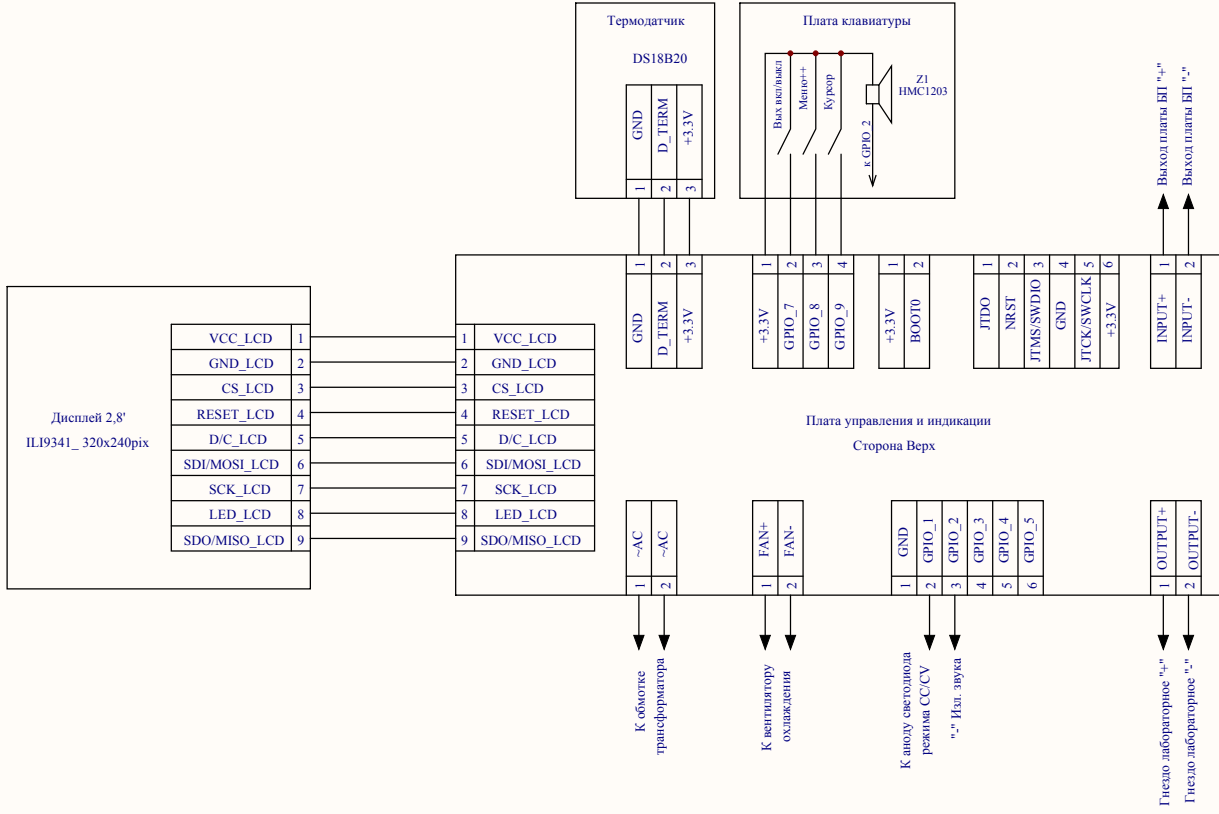 Термодатчик
DS18B20
GND
D_TERM
+3.3V
1
2
3
Плата клавиатуры
Вых вкл/выкл
Меню++
Курсор
Z1
HMC1203
к GPIO_2
Выход платы БП "+"
Выход платы БП "-"
1
2
3
GND
D_TERM
+3.3V
1
2
3
4
+3.3V
GPIO_7
GPIO_8
GPIO_9
1
2
+3.3V
BOOT0
1
2
3
4
5
6
JTDO
NRST
JTMS/SWDIO
GND
JTCK/SWCLK
+3.3V
1
2
INPUT+
INPUT-
Дисплей 2,8'
ILI9341_ 320x240pix
VCC_LCD 1
GND_LCD 2
CS_LCD 3
RESET_LCD 4
D/C_LCD 5
SDI/MOSI_LCD 6
SCK_LCD 7
LED_LCD 8
SDO/MISO_LCD 9
1 VCC_LCD
2 GND_LCD
3 CS_LCD
4 RESET_LCD
5 D/C_LCD
6 SDI/MOSI_LCD
7 SCK_LCD
8 LED_LCD
9 SDO/MISO_LCD
Плата управления и индикации
Сторона Верх
~AC
~AC
1
2
К обмотке
трансформатора
FAN+
FAN-
1
2
К вентилятору
охлаждения
GND
GPIO_1
GPIO_2
GPIO_3
GPIO_4
GPIO_5
1
2
3
4
5
6
К аноду светодиода
режима CC/CV
"-" Изл. звука
OUTPUT+
OUTPUT-
1
2
Гнездо лабораторное "+"
Гнездо лабораторное "-"